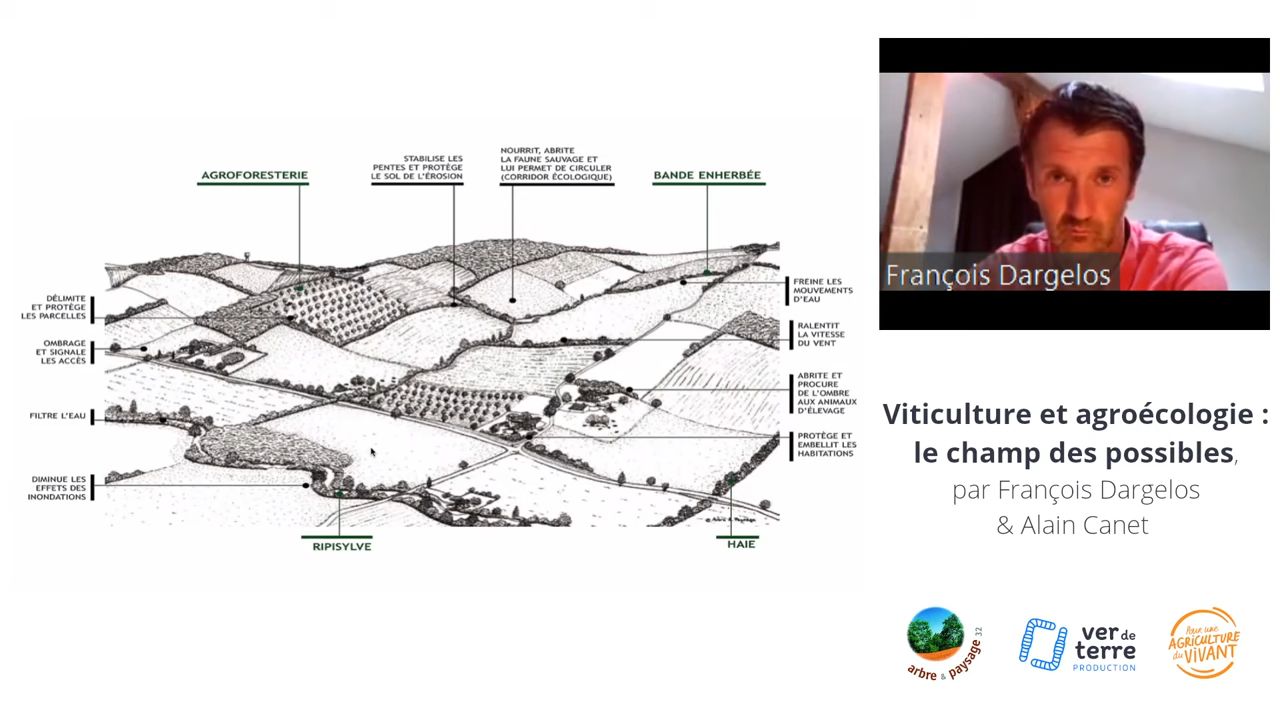 AGROFORESTERIE
STABILISE LES
PENTES ET PROTÈGE
LE SOL DE L'ÉROSION
NOURRIT, ABRITE
LA FAUNE SAUVAGE ET
LUI PERMET DE CIRCULER
(CORRIDOR ÉCOLOGIQUE)
BANDE ENHERBÉE
DÉLIMITE
ET PROTÈGE
LES PARCELLES
OMBRAGE
ET SIGNALE
LES ACCÈS
FILTRE L'EAU
DIMINUE LES
EFFETS DES
INONDATIONS
FREINE LES
MOUVEMENTS
D'EAU
RALENTIT
LA VITESSE
DU VENT
ABRITE ET
PROCURE
DE L'OMBRE
AUX ANIMAUX
D'ÉLEVAGE
PROTÈGE ET
EMBELLIT LES
HABITATIONS
© Arbre & Paysage
RIPISYLVE
HAIE
François Dargelos
Viticulture et agroécologie :
le champ des possibles,
par François Dargelos
& Alain Canet
arbre & paysage 32
ver de
terre
PRODUCTION
Pour une
AGRICULTURE
du VIVANT